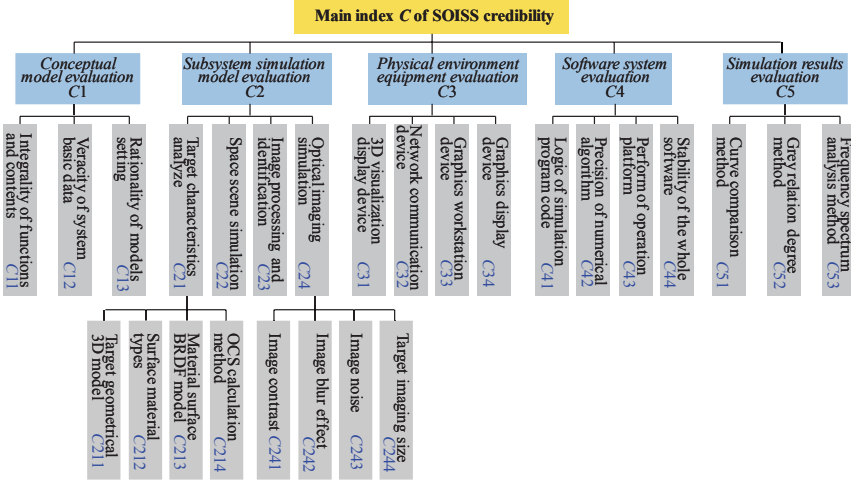 Main index C of SOISS credibility
Conceptual
model evaluation
C1
Subsystem simulation
model evaluation
C2
Physical environment
equipment evaluation
C3
Software system
evaluation
C4
Simulation results
evaluation
C5
Integrality of functions
and contents C11
Veracity of system
basic data C12
Rationality of models
setting C13
Target characteristics
analyze C21
Space scene simulation
C22
Image processing and
identification C23
Optical imaging
simulation C24
3D visualization
display device C31
Network communication
device C32
Graphics workstation
device C33
Graphics display
device C34
Logic of simulation
program code C41
Precision of numerical
algorithm C42
Perform of operation
platform C43
Stability of the whole
software C44
Curve comparison
method C51
Grey relation degree
method C52
Frequency spectrum
analysis method C53
Target geometrical
3D model C211
Surface material
types C212
Material surface
BRDF model C213
OCS calculation
method C214
Image contrast C241
Image blur effect
C242
Image noise C243
Target imaging size
C244